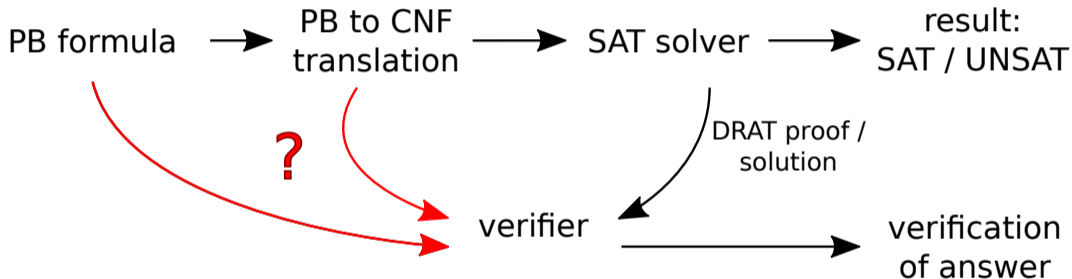 PB formula
PB to CNF
translation
SAT solver
result:
SAT / UNSAT
?
DRAT proof /
solution
verifier
verification
of answer